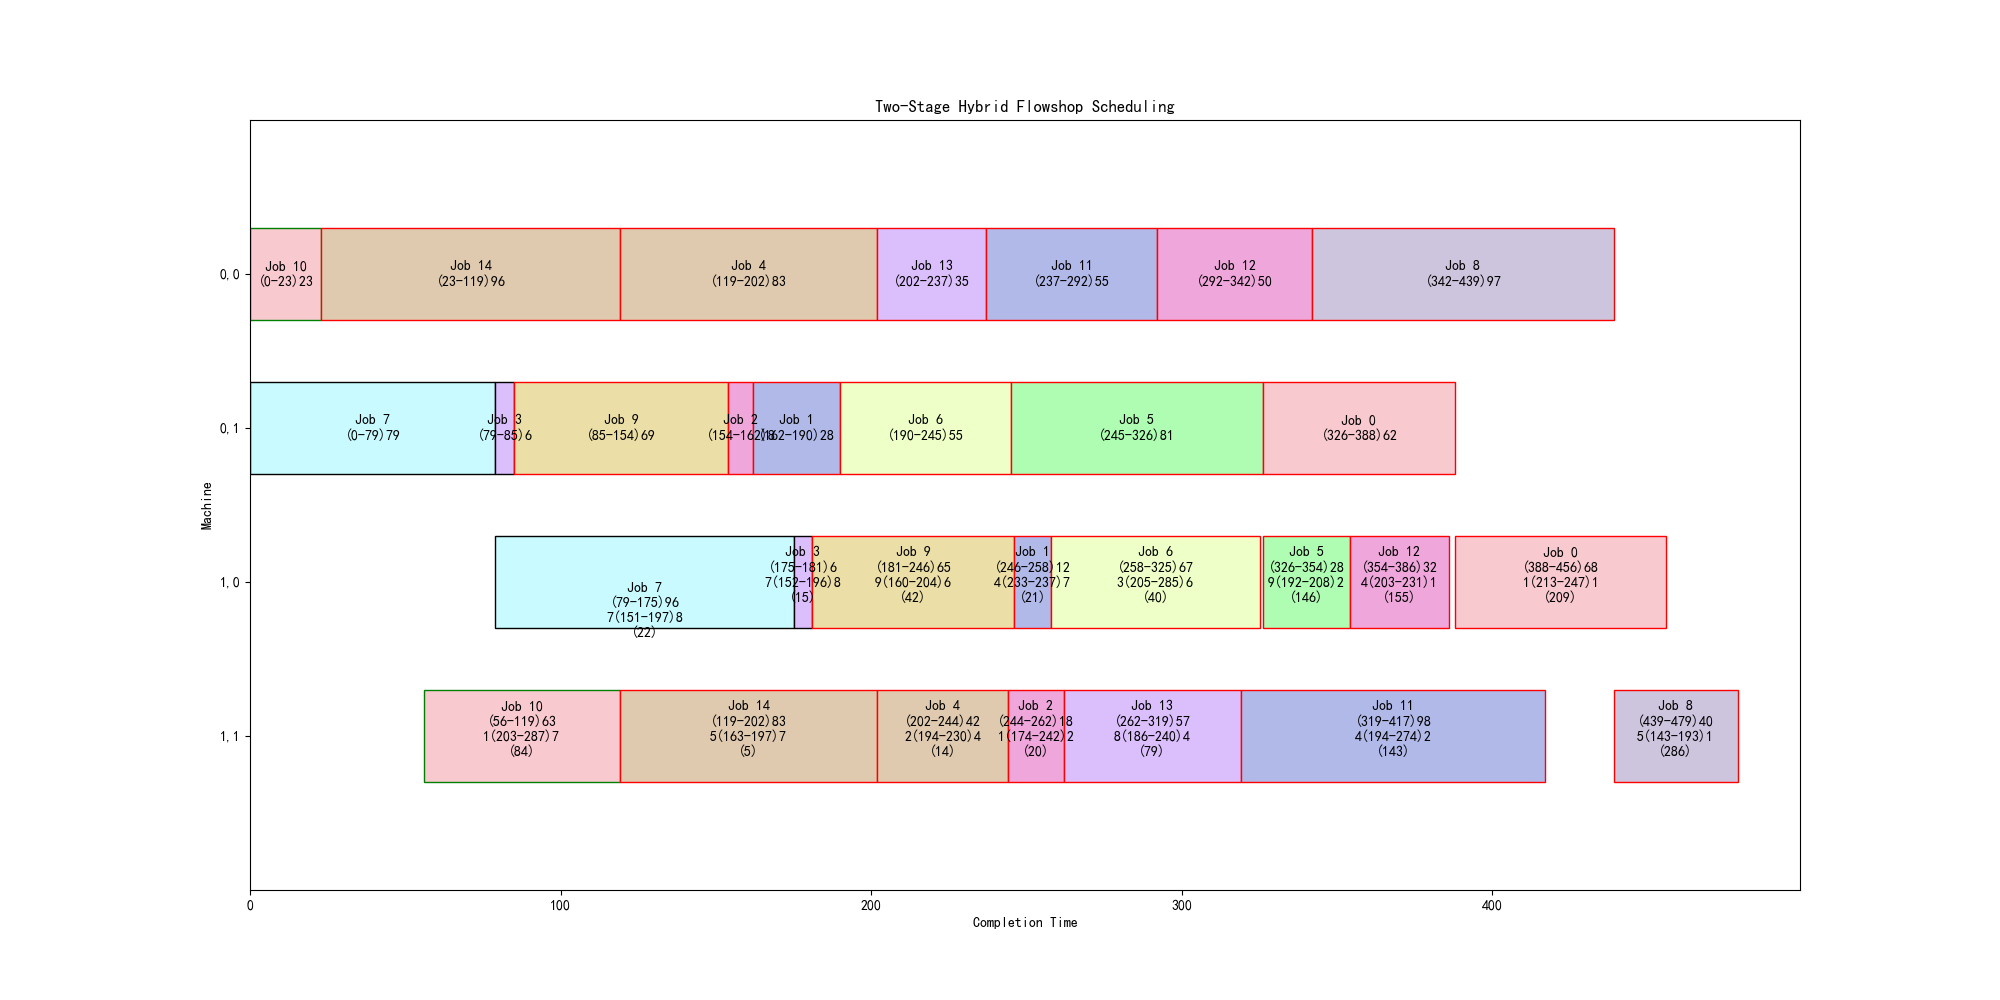 Two-Stage Hybrid Flowshop Scheduling
Machine
0,0
Job 10
(0-23)23
Job 14
(23-119)96
Job 4
(119-202)83
Job 13
(202-237)35
Job 11
(237-292)55
Job 12
(292-342)50
Job 8
(342-439)97
0,1
Job 7
(0-79)79
Job 3
(79-85)6
Job 9
(85-154)69
Job 2
(154-162)8
Job 1
(162-190)28
Job 6
(190-245)55
Job 5
(245-326)81
Job 0
(326-388)62
1,0
Job 7
(79-175)96
7(151-197)8
(22)
Job 3
(175-181)6
7(152-196)8
(15)
Job 9
(181-246)65
9(160-204)6
(42)
Job 1
(246-258)12
4(233-237)7
(21)
Job 6
(258-325)67
3(205-285)6
(40)
Job 5
(326-354)28
9(192-208)2
(146)
Job 12
(354-386)32
4(203-231)1
(155)
Job 0
(388-456)68
1(213-247)1
(209)
1,1
Job 10
(56-119)63
1(203-287)7
(84)
Job 14
(119-202)83
5(163-197)7
(5)
Job 4
(202-244)42
2(194-230)4
(14)
Job 2
(244-262)18
1(174-242)2
(20)
Job 13
(262-319)57
8(186-240)4
(79)
Job 11
(319-417)98
4(194-274)2
(143)
Job 8
(439-479)40
5(143-193)1
(286)
0
100
200
300
400
Completion Time